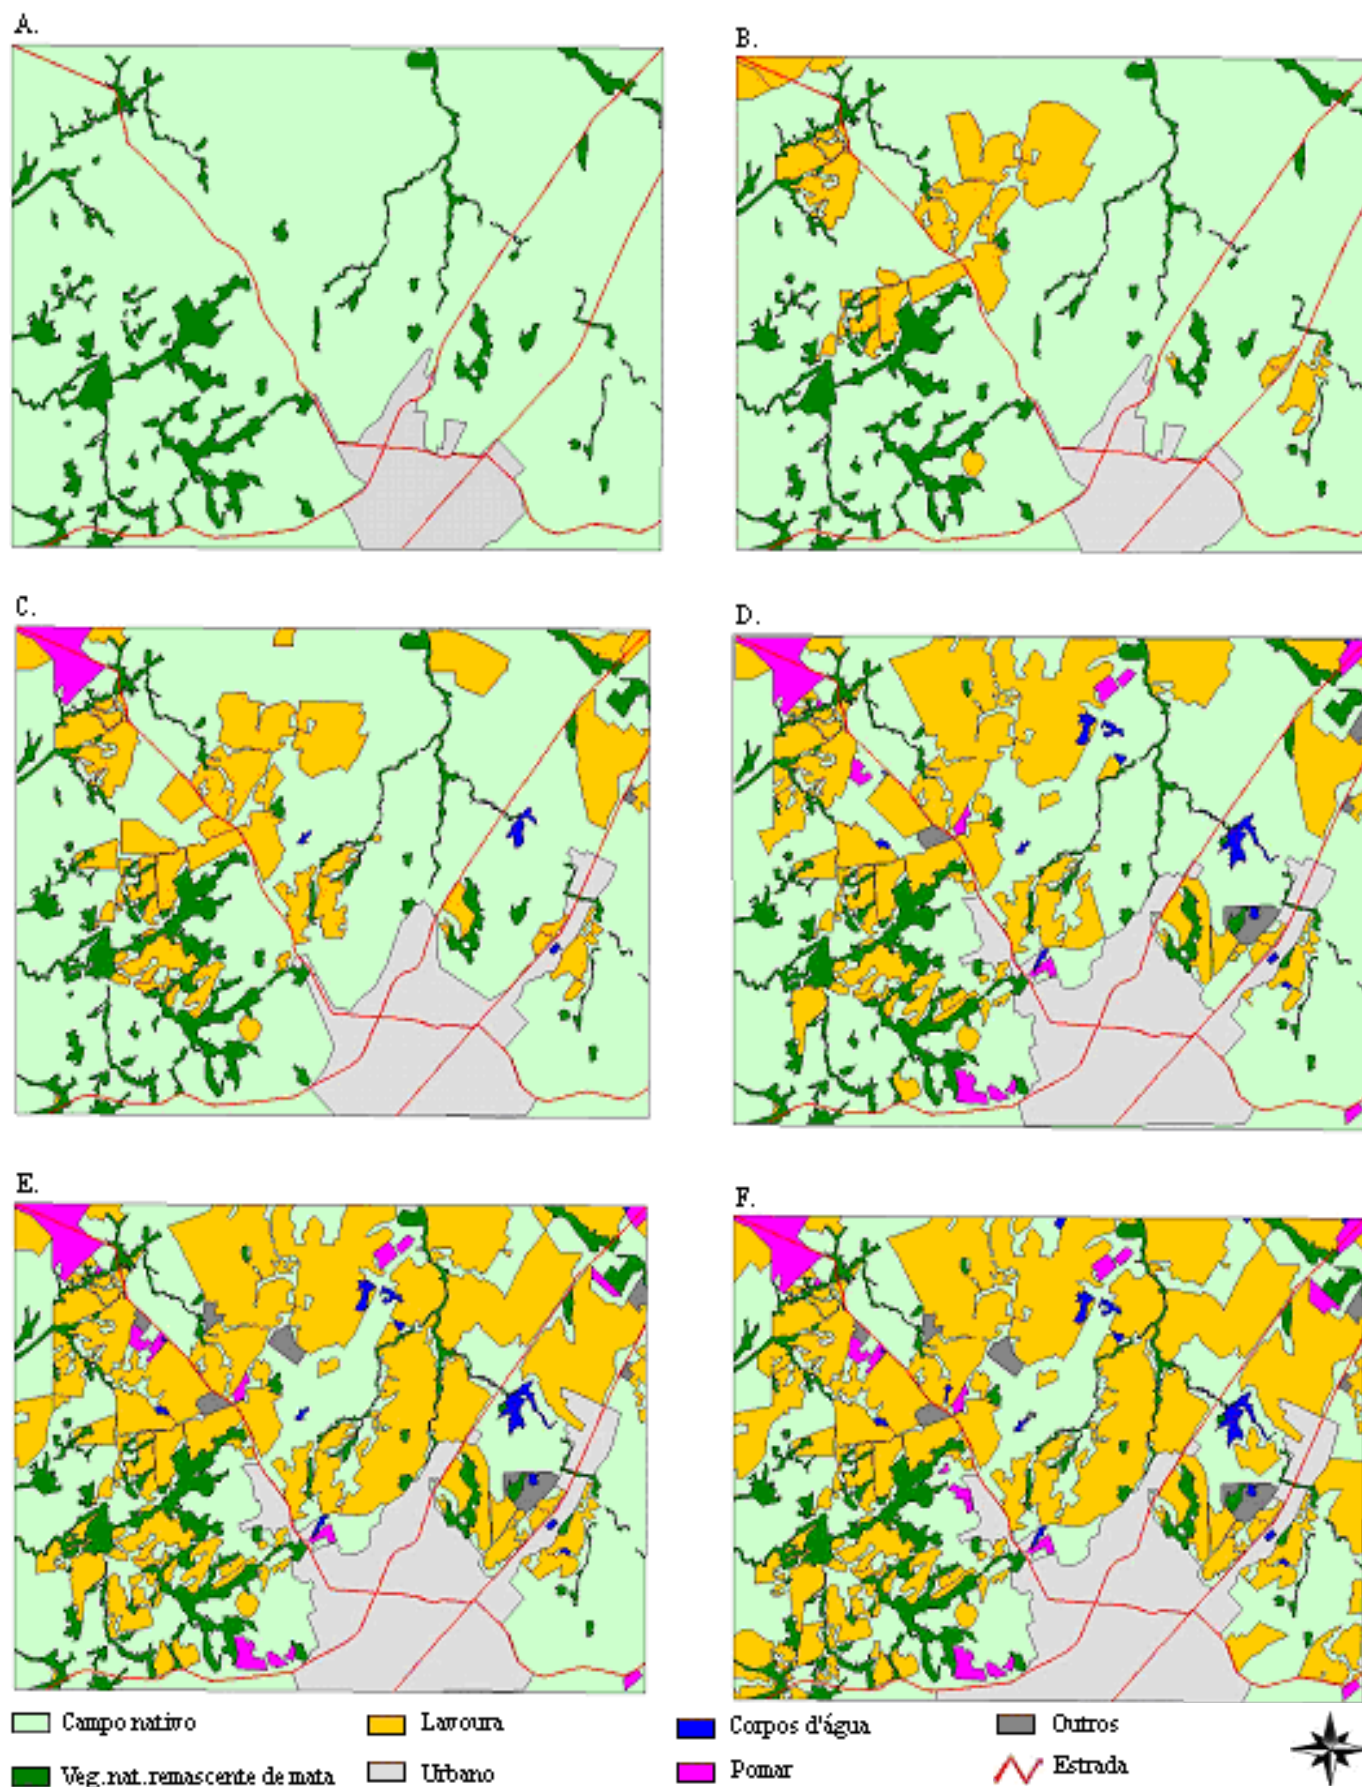 A.
B.
C.
D.
E.
F.
Campo nativo
Lavoura
Corpos d'água
Outros
Veg.nat.remascente de mata
Urbano
Pomar
Estrada